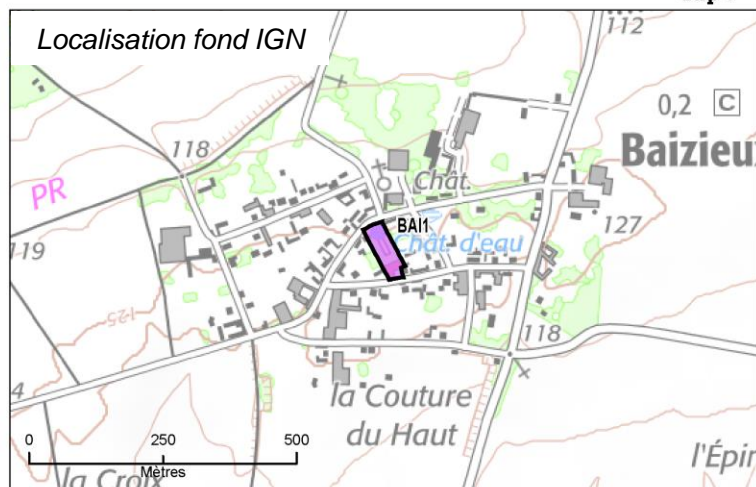 Localisation fond IGN
112
0,2 C
118
Baizieux
Chât.
PR
BAI1
127
Chât. d'eau
119
125
118
4
la Couture
du Haut
0 250 500
Mètres
la Croix
l'Épin